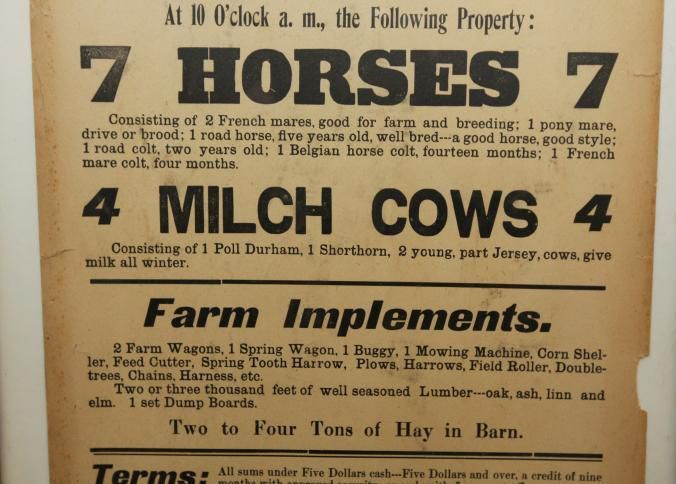 At 10 O'clock a. m., the Following Property:
7 HORSES 7
Consisting of 2 French mares, good for farm and breeding; 1 pony mare,
drive or brood; 1 road horse, five years old, well bred---a good horse, good style;
1 road colt, two years old; 1 Belgian horse colt, fourteen months; 1 French
mare colt, four months.
4 MILCH COWS 4
Consisting of 1 Poll Durham, 1 Shorthorn, 2 young, part Jersey, cows, give
milk all winter.
Farm Implements.
2 Farm Wagons, 1 Spring Wagon, 1 Buggy, 1 Mowing Machine, Corn Shel-
ler, Feed Cutter, Spring Tooth Harrow, Plows, Harrows, Field Roller, Double-
trees, Chains, Harness, etc.
Two or three thousand feet of well seasoned Lumber---oak, ash, linn and
elm. 1 set Dump Boards.
Two to Four Tons of Hay in Barn.
Terms: All sums under Five Dollars cash---Five Dollars and over, a credit of nine